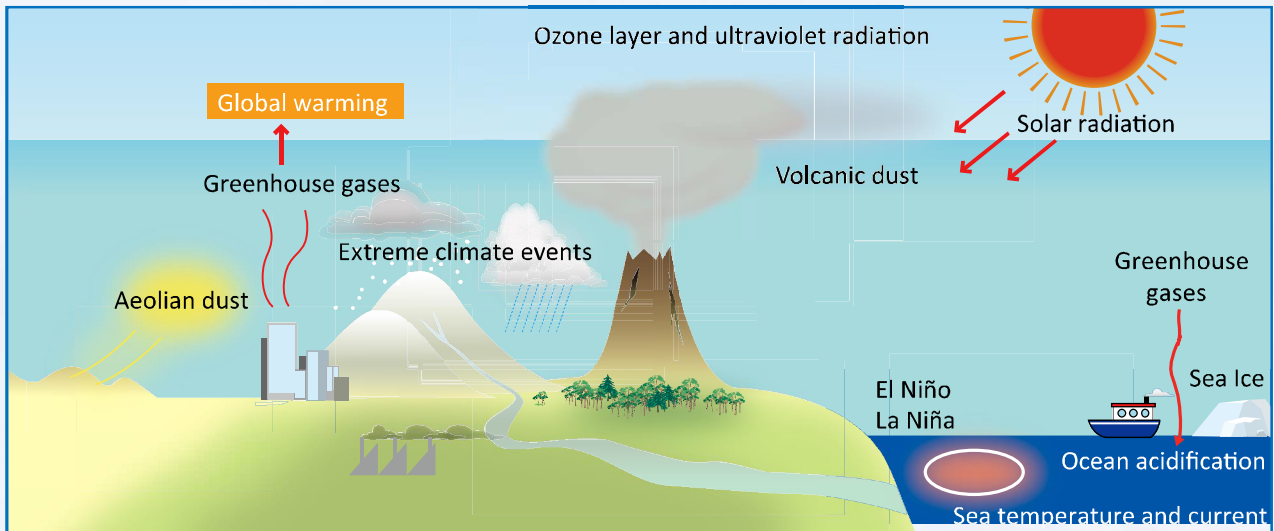 Ozone layer and ultraviolet radiation
Global warming
Solar radiation
Volcanic dust
Greenhouse gases
Extreme climate events
Greenhouse
gases
Aeolian dust
Sea Ice
El Niño
La Niña
Ocean acidification
Sea temperature and current